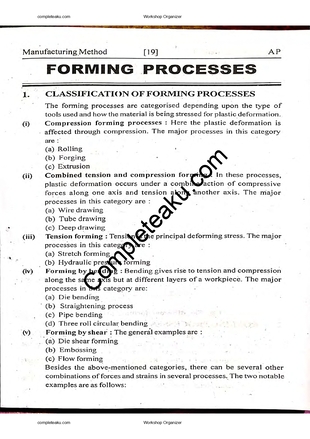 completeaku.com Workshop Organizer
Manufacturing Method [19] A P
FORMING PROCESSES
1. CLASSIFICATION OF FORMING PROCESSES
The forming processes are categorised depending upon the type of
tools used and how the material is being stressed for plastic deformation.
(i) Compression forming processes : Here the plastic deformation is
affected through compression. The major processes in this category
are :
(a) Rolling
(b) Forging
(c) Extrusion
(ii) Combined tension and compression forming : In these processes,
plastic deformation occurs under a combination of compressive
forces along one axis and tension along another axis. The major
processes in this category are :
(a) Wire drawing
(b) Tube drawing
(c) Deep drawing
(iii) Tension forming : Tension is the principal deforming stress. The major
processes in this category are :
(a) Stretch forming
(b) Hydraulic pressure forming
(iv) Forming by bending : Bending gives rise to tension and compression
along the same axis but at different layers of a workpiece. The major
processes in this category are:
(a) Die bending
(b) Straightening process
(c) Pipe bending
(d) Three roll circular bending
(v) Forming by shear : The general examples are :
(a) Die shear forming
(b) Embossing
(c) Flow forming
Besides the above-mentioned categories, there can be several other
combinations of forces and strains in several processes. The two notable
examples are as follows:
Completeaku.com
completeaku.com Workshop Organizer